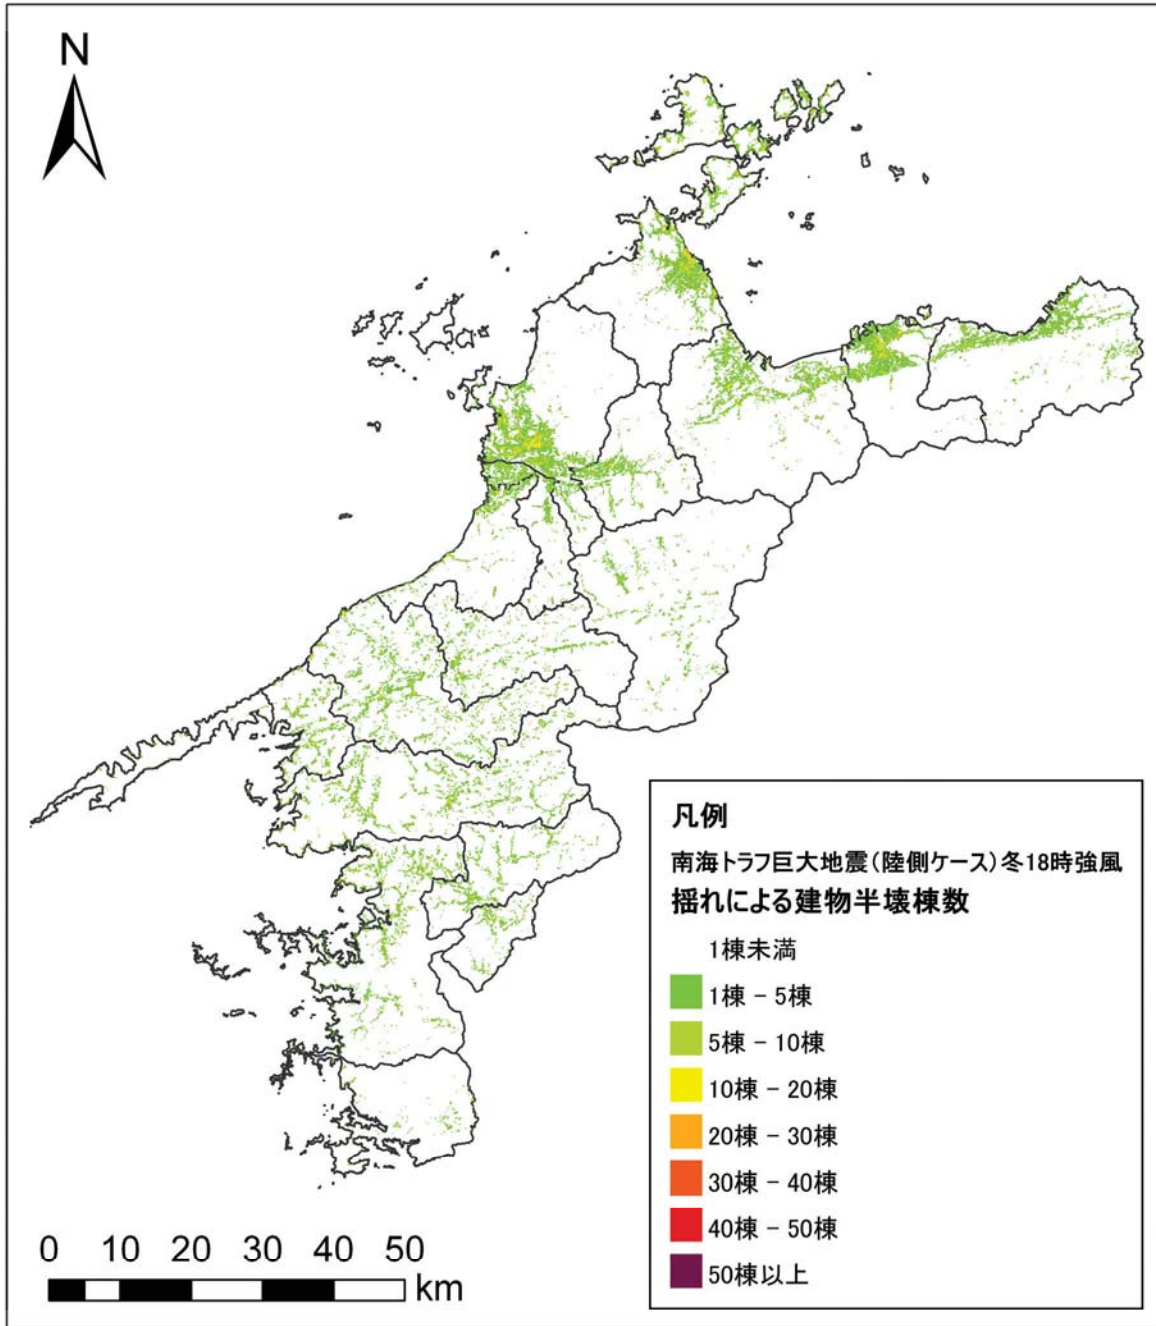 N
凡例
南海トラフ巨大地震(陸側ケース)冬18時強風
揺れによる建物半壊棟数
1棟未満
1棟 - 5棟
5棟 - 10棟
10棟 - 20棟
20棟 - 30棟
30棟 - 40棟
40棟 - 50棟
50棟以上
0 10 20 30 40 50
km